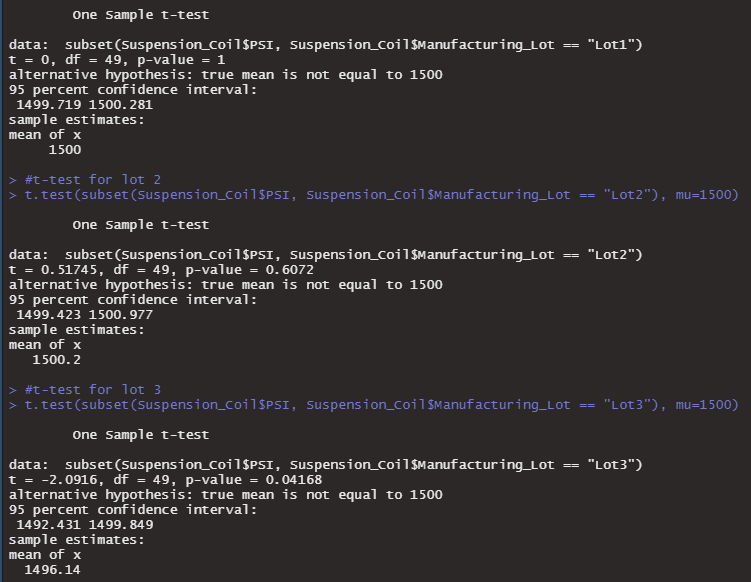 One Sample t-test
data:  subset(Suspension_Coil$PSI, Suspension_Coil$Manufacturing_Lot == "Lot1")
t = 0, df = 49, p-value = 1
alternative hypothesis: true mean is not equal to 1500
95 percent confidence interval:
 1499.719 1500.281
sample estimates:
mean of x
     1500
> #t-test for lot 2
> t.test(subset(Suspension_Coil$PSI, Suspension_Coil$Manufacturing_Lot == "Lot2"), mu=1500)
One Sample t-test
data:  subset(Suspension_Coil$PSI, Suspension_Coil$Manufacturing_Lot == "Lot2")
t = 0.51745, df = 49, p-value = 0.6072
alternative hypothesis: true mean is not equal to 1500
95 percent confidence interval:
 1499.423 1500.977
sample estimates:
mean of x
   1500.2
> #t-test for lot 3
> t.test(subset(Suspension_Coil$PSI, Suspension_Coil$Manufacturing_Lot == "Lot3"), mu=1500)
One Sample t-test
data:  subset(Suspension_Coil$PSI, Suspension_Coil$Manufacturing_Lot == "Lot3")
t = -2.0916, df = 49, p-value = 0.04168
alternative hypothesis: true mean is not equal to 1500
95 percent confidence interval:
 1492.431 1499.849
sample estimates:
mean of x
  1496.14